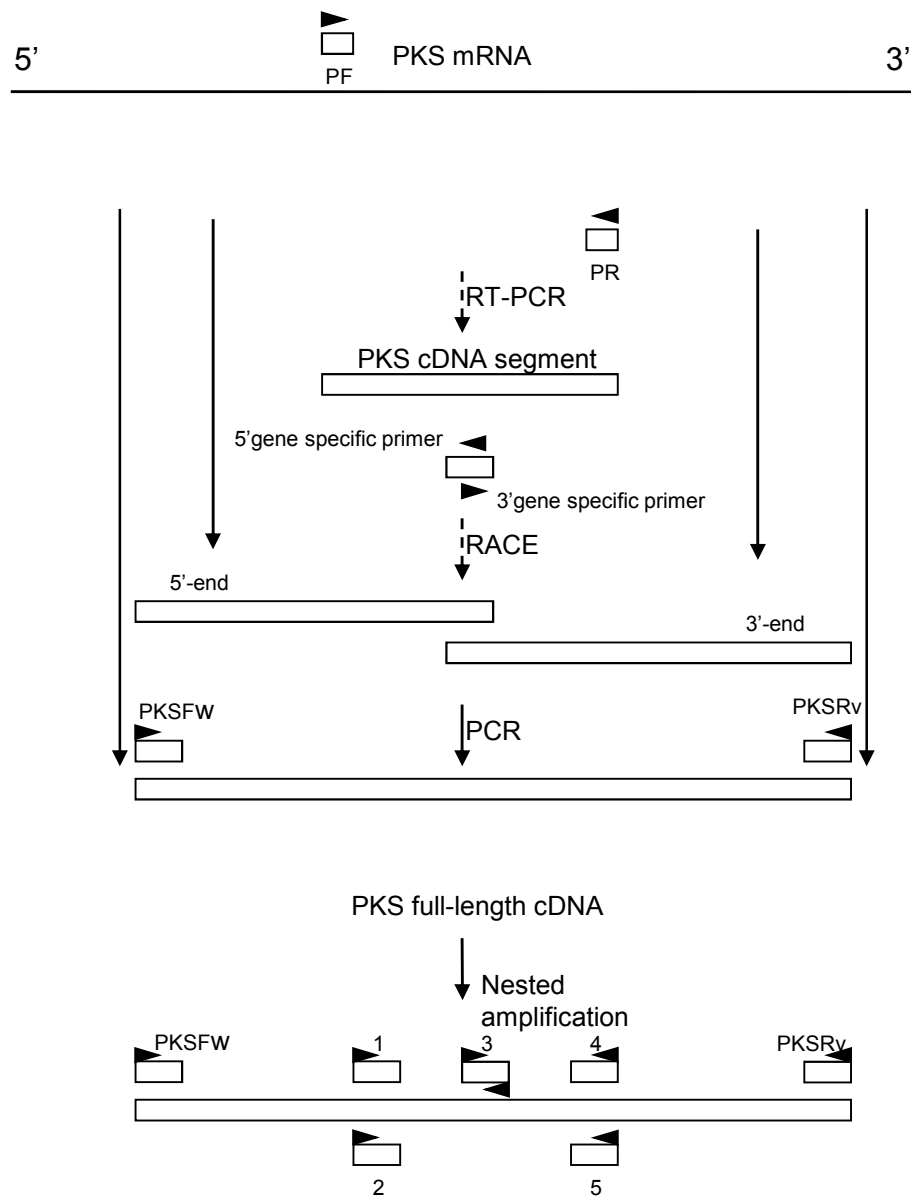 5’
PF
PKS mRNA
3’
PR
RT-PCR
PKS cDNA segment
5’gene specific primer
3’gene specific primer
RACE
5’-end
3’-end
PKSFw
PCR
PKSRv
PKS full-length cDNA
Nested
amplification
PKSFw
1
3
4
PKSRv
2
5